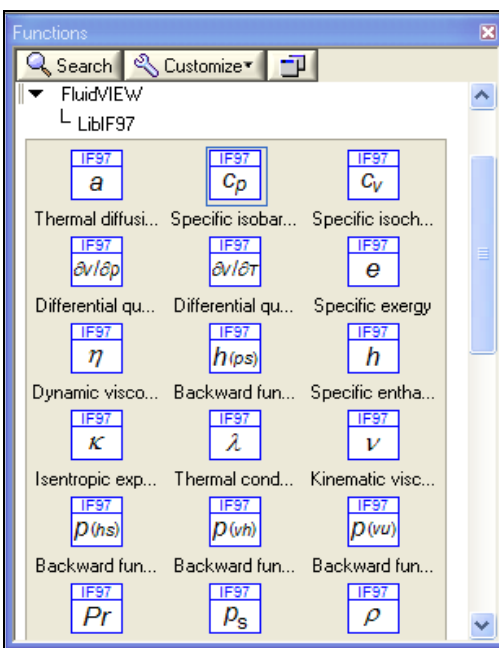 Functions
Search Customize
FluidVIEW
LibIF97
IF97 IF97 IF97
a cp cv
Thermal diffusi... Specific isobar... Specific isoch...
IF97 IF97 IF97
∂v/∂p ∂v/∂T e
Differential qu... Differential qu... Specific exergy
IF97 IF97 IF97
η h(ps) h
Dynamic visco... Backward fun... Specific entha...
IF97 IF97 IF97
κ λ ν
Isentropic exp... Thermal cond... Kinematic visc...
IF97 IF97 IF97
p(hs) p(vh) p(vu)
Backward fun... Backward fun... Backward fun...
IF97 IF97 IF97
Pr ps ρ